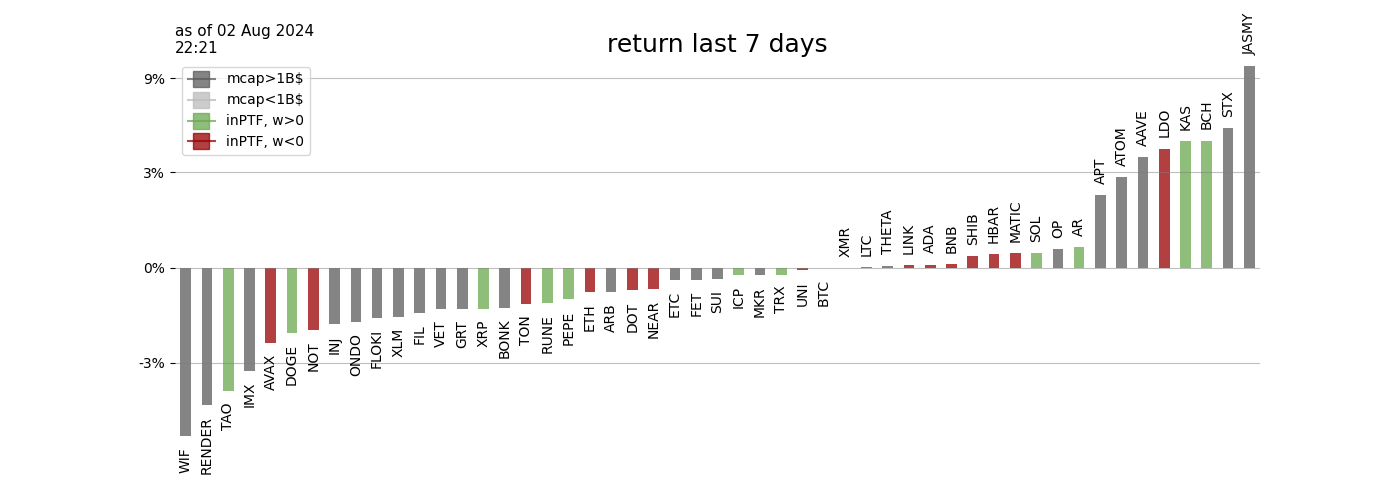 as of 02 Aug 2024
22:21
return last 7 days
mcap>1B$
mcap<1B$
inPTF, w>0
inPTF, w<0
9%
3%
0%
-3%
WIF
RENDER
TAO
IMX
AVAX
DOGE
NOT
INJ
ONDO
FLOKI
XLM
FIL
VET
GRT
XRP
BONK
TON
RUNE
PEPE
ETH
ARB
DOT
NEAR
ETC
FET
SUI
ICP
MKR
TRX
UNI
BTC
XMR
LTC
THETA
LINK
ADA
BNB
SHIB
HBAR
MATIC
SOL
OP
AR
APT
ATOM
AAVE
LDO
KAS
BCH
STX
JASMY